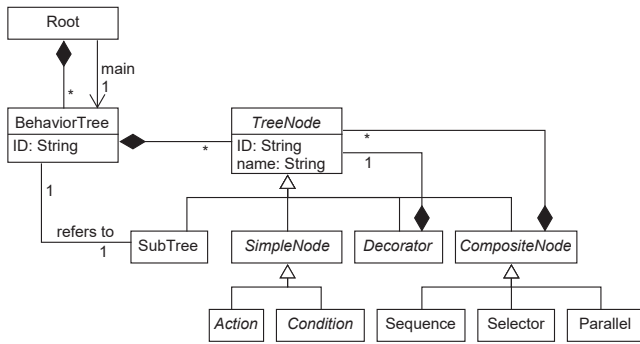 Root
main
1
*
BehaviorTree
ID: String
*
TreeNode
ID: String
name: String
*
1
1
refers to
1
SubTree
SimpleNode
Decorator
CompositeNode
Action
Condition
Sequence
Selector
Parallel